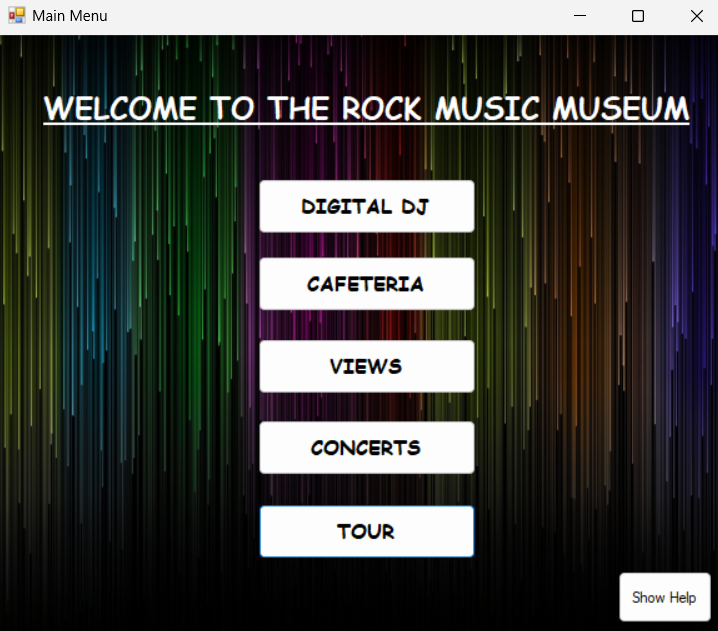 Main Menu
WELCOME TO THE ROCK MUSIC MUSEUM
DIGITAL DJ
CAFETERIA
VIEWS
CONCERTS
TOUR
Show Help